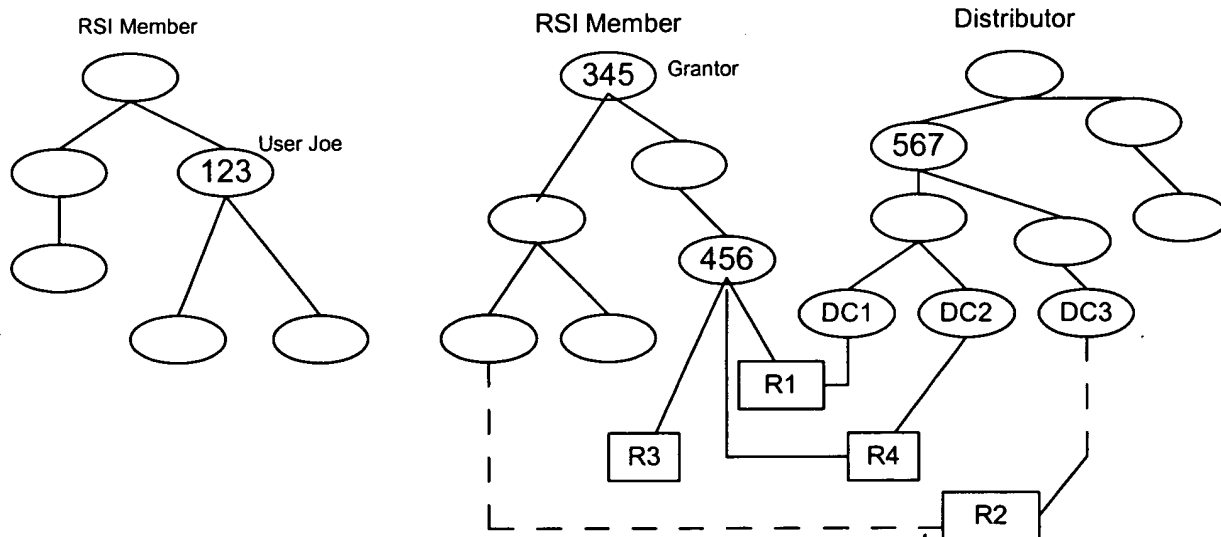 RSI Member
RSI Member
Distributor
345
Grantor
User Joe
123
567
456
DC1
DC2
DC3
R1
R3
R4
R2